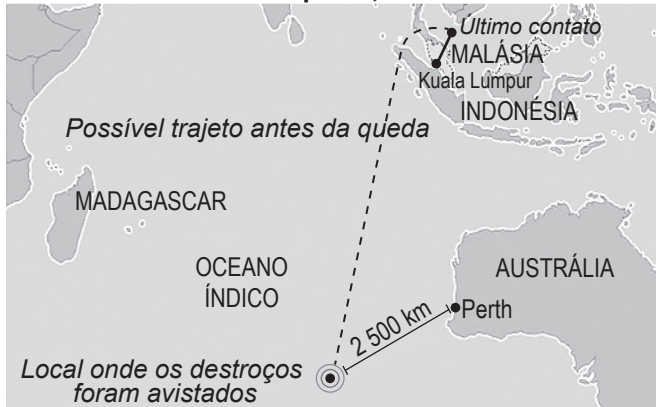 Último contato
MALÁSIA
Kuala Lumpur
INDONÉSIA
Possível trajeto antes da queda
MADAGASCAR
OCEANO
ÍNDICO
AUSTRÁLIA
Perth
2 500 km
Local onde os destroços
foram avistados